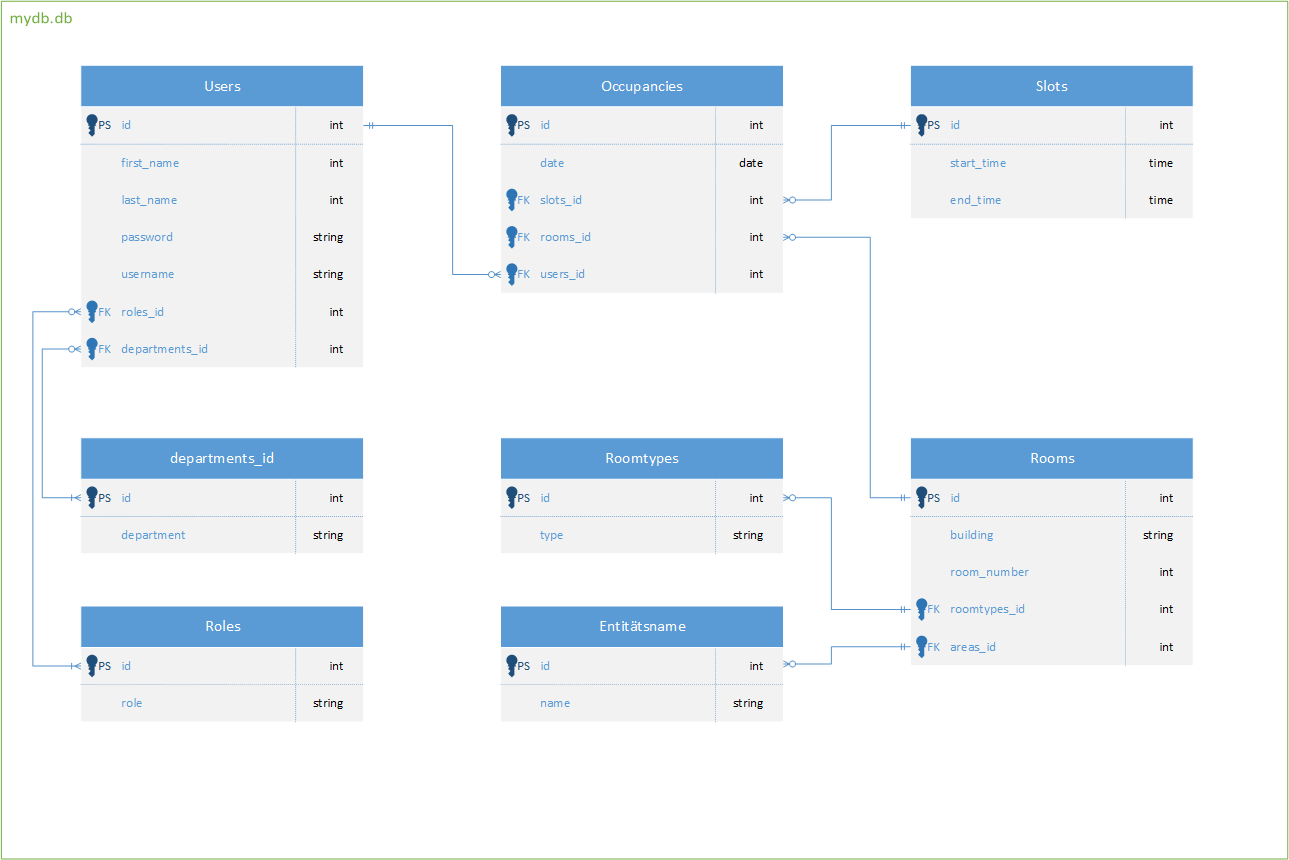 mydb.db
Users
PS id int
first_name int
last_name int
password string
username string
FK roles_id int
FK departments_id int
Occupancies
PS id int
date date
FK slots_id int
FK rooms_id int
FK users_id int
Slots
PS id int
start_time time
end_time time
departments_id
PS id int
department string
Roomtypes
PS id int
type string
Rooms
PS id int
building string
room_number int
FK roomtypes_id int
FK areas_id int
Roles
PS id int
role string
Entitätsname
PS id int
name string